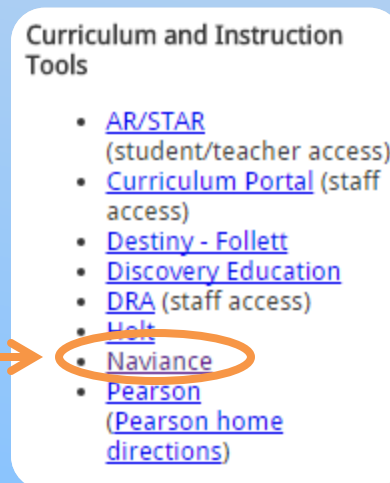 Curriculum and Instruction
Tools
• AR/STAR
(student/teacher access)
• Curriculum Portal (staff
access)
• Destiny - Follett
• Discovery Education
• DRA (staff access)
• Holt
• Naviance
• Pearson
(Pearson home
directions)